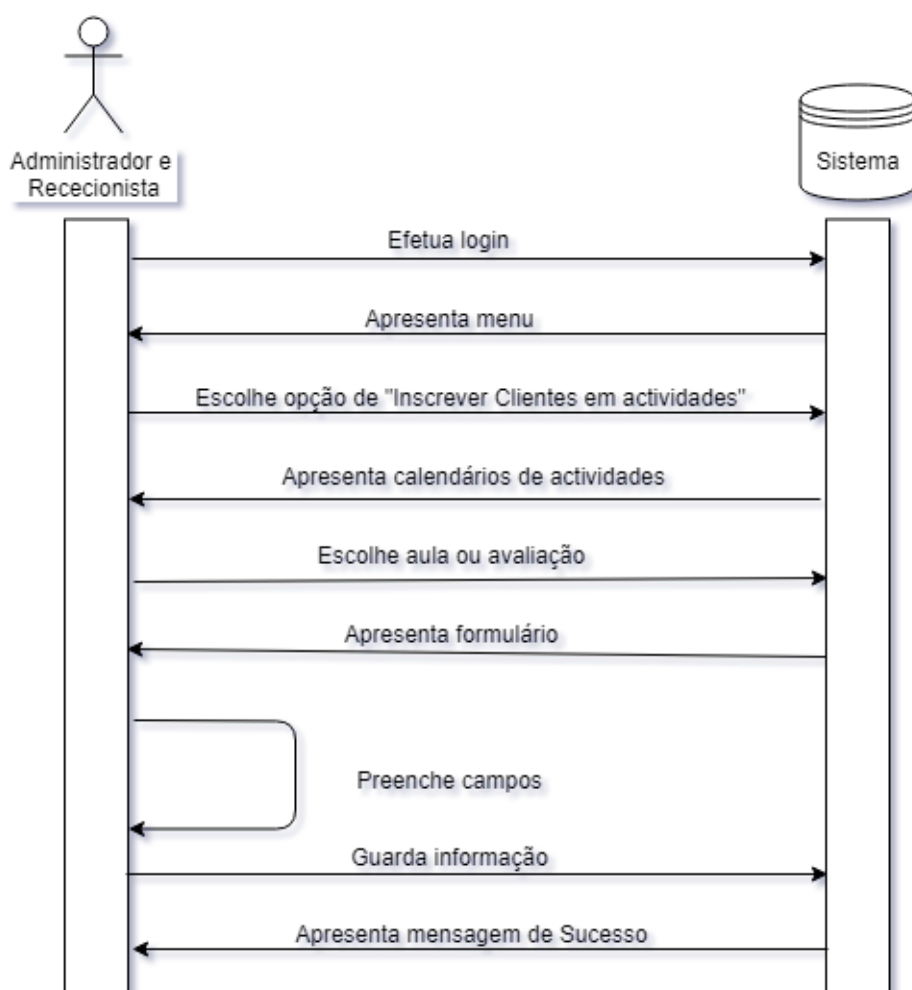 Administrador e
Rececionista
Sistema
Efetua login
Apresenta menu
Escolhe opção de "Inscrever Clientes em actividades"
Apresenta calendários de actividades
Escolhe aula ou avaliação
Apresenta formulário
Preenche campos
Guarda informação
Apresenta mensagem de Sucesso